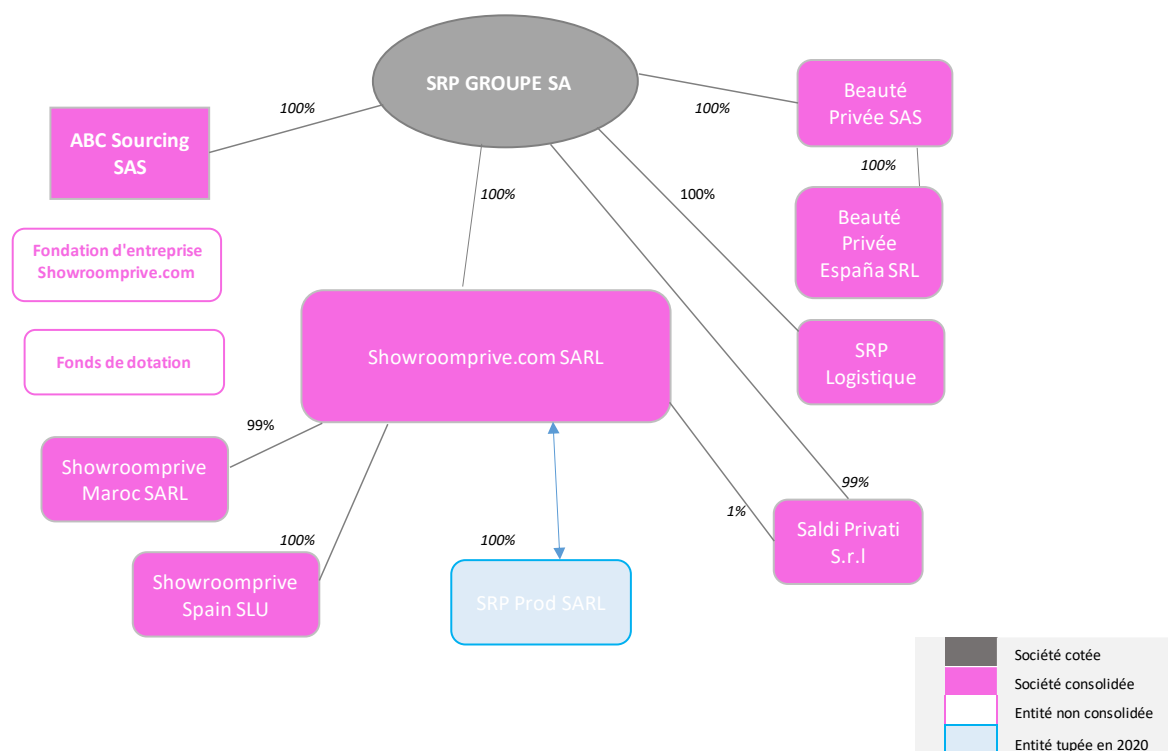 SRP GROUPE SA
Beauté
Privée SAS
100%
100%
ABC Sourcing
SAS
100%
100%
100%
Beauté
Privée
España SRL
Fondation d'entreprise
Showroomprive.com
Showroomprive.com SARL
SRP
Logistique
Fonds de dotation
99%
Showroomprive
Maroc SARL
99%
1%
Saldi Privati
S.r.l
100%
100%
Showroomprive
Spain SLU
SRP Prod SARL
Société cotée
Société consolidée
Entité non consolidée
Entité tupée en 2020